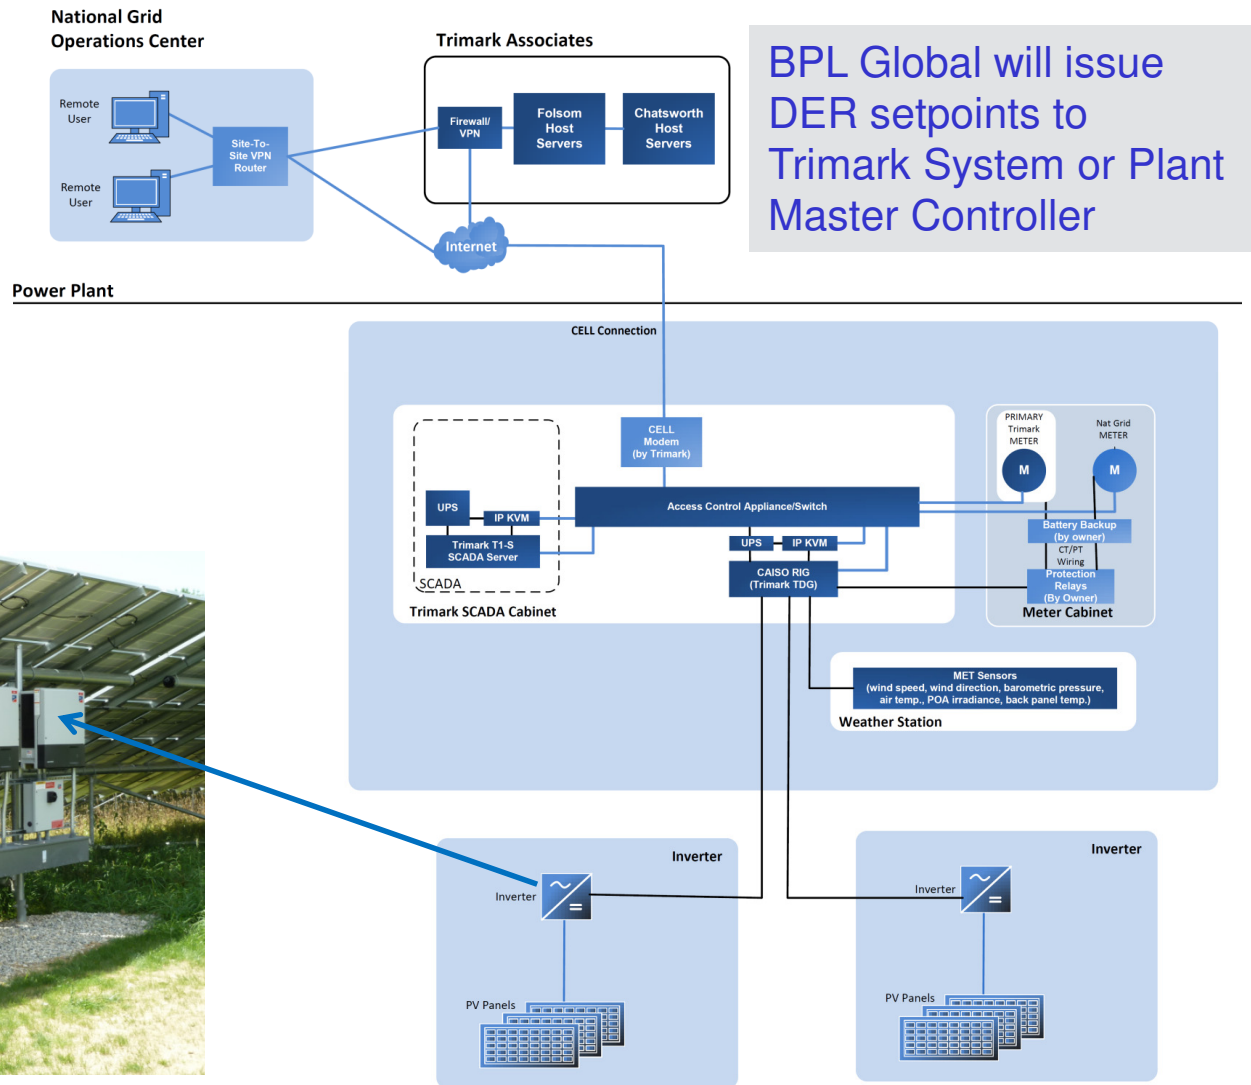 National Grid
Operations Center
Remote
User
Remote
User
Site-To-
Site VPN
Router
Trimark Associates
Firewall/
VPN
Folsom
Host
Servers
Chatsworth
Host
Servers
Internet
BPL Global will issue
DER setpoints to
Trimark System or Plant
Master Controller
Power Plant
CELL Connection
CELL
Modem
(by Trimark)
Access Control Appliance/Switch
UPS
IP KVM
Trimark T1-S
SCADA Server
SCADA
Trimark SCADA Cabinet
UPS
IP KVM
CAISO RIG
(Trimark TDG)
PRIMARY
Trimark
METER
M
Nat Grid
METER
M
Battery Backup
(by owner)
CT/PT
Wiring
Protection
Relays
(By Owner)
Meter Cabinet
MET Sensors
(wind speed, wind direction, barometric pressure,
air temp., POA irradiance, back panel temp.)
Weather Station
Inverter
Inverter
PV Panels
Inverter
Inverter
PV Panels